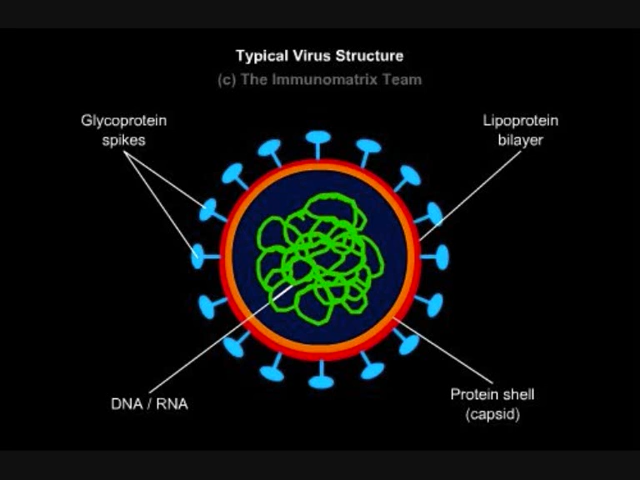 Typical Virus Structure
(c) The Immunomatrix Team
Glycoprotein
spikes
Lipoprotein
bilayer
DNA / RNA
Protein shell
(capsid)